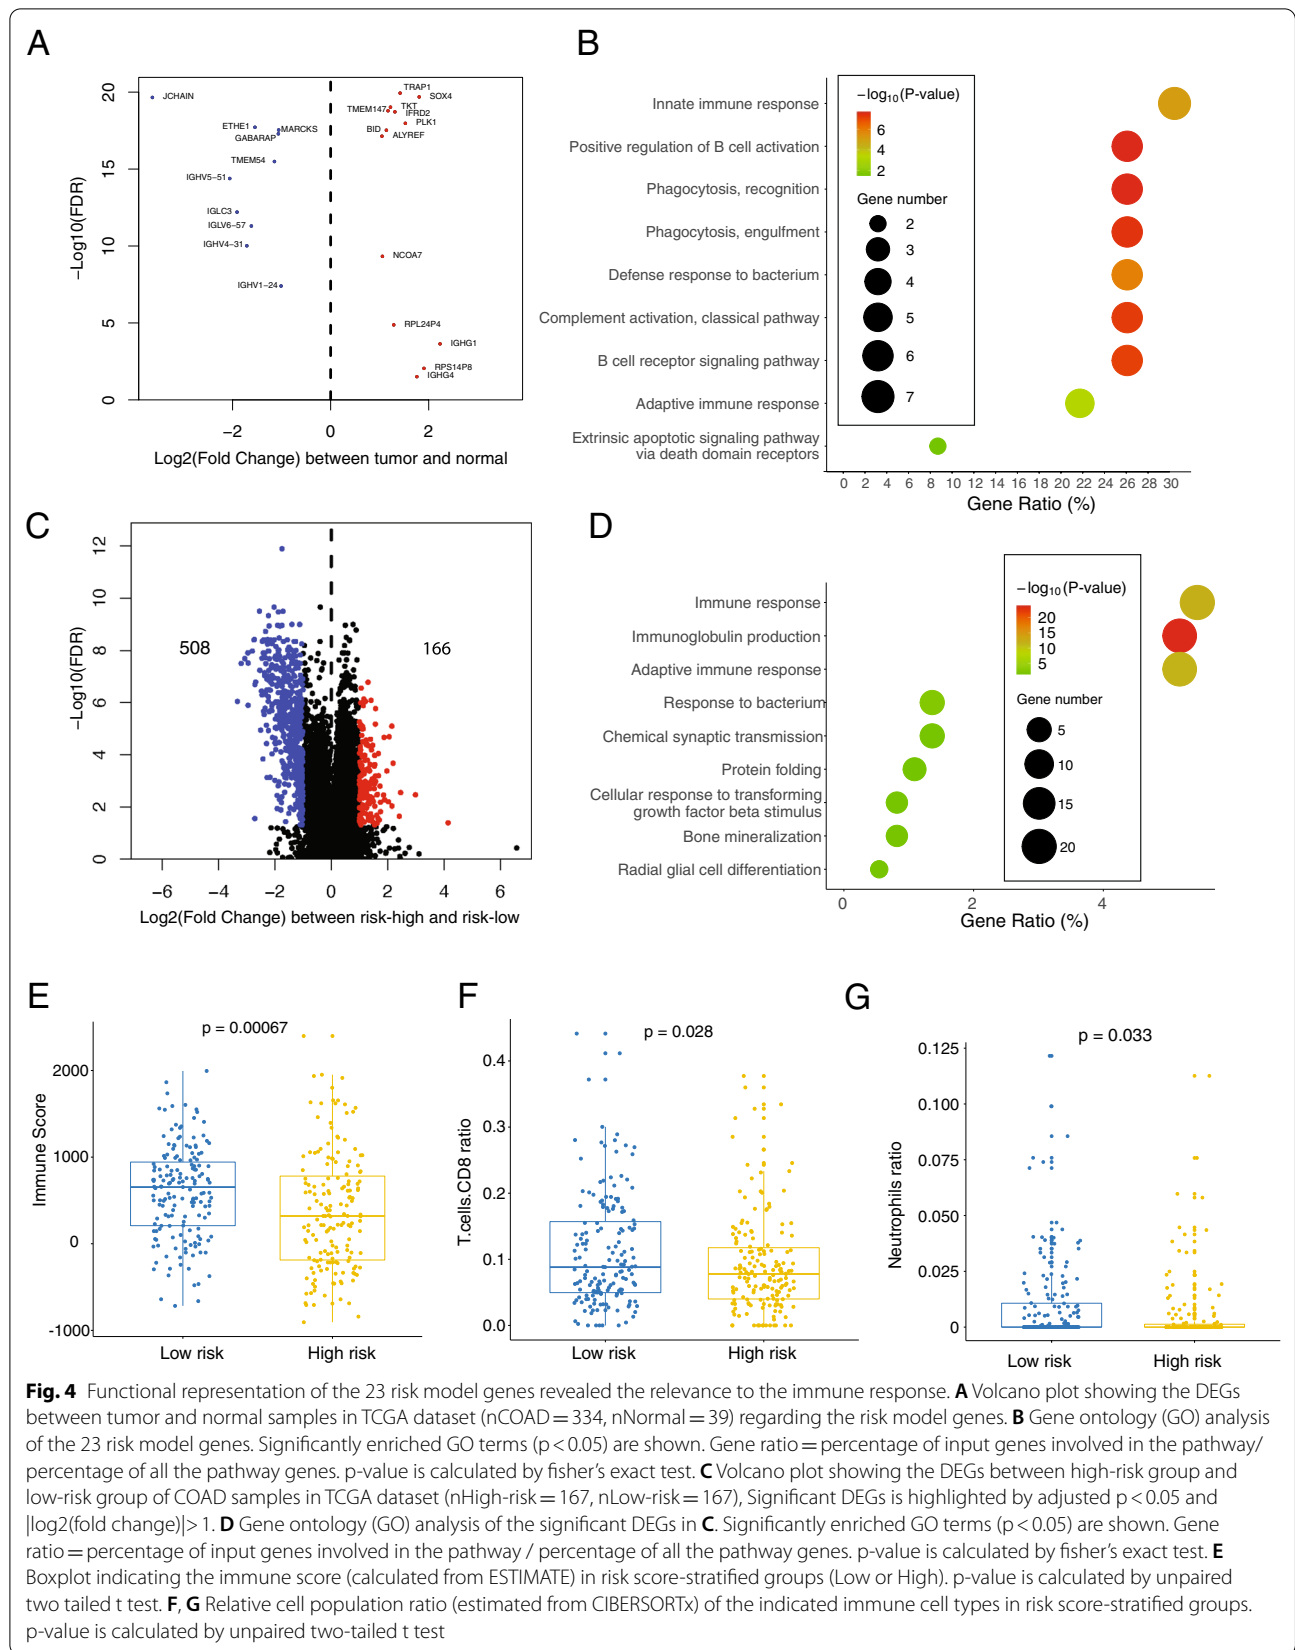 A
−Log10(FDR)
20
15
10
5
0
JCHAIN
ETHE1
MARCKS
GABARAP
TMEM54
IGHV5−51
IGLC3
IGLV6−57
IGHV4−31
IGHV1−24
TRAP1
SOX4
TKT
TMEM147
IFRD2
PLK1
BID
ALYREF
NCOA7
RPL24P4
IGHG1
RPS14P8
IGHG4
−2 0 2
Log2(Fold Change) between tumor and normal
B
Innate immune response
Positive regulation of B cell activation
Phagocytosis, recognition
Phagocytosis, engulfment
Defense response to bacterium
Complement activation, classical pathway
B cell receptor signaling pathway
Adaptive immune response
Extrinsic apoptotic signaling pathway
via death domain receptors
−log10(P-value)
6
4
2
Gene number
2
3
4
5
6
7
0 2 4 6 8 10 12 14 16 18 20 22 24 26 28 30
Gene Ratio (%)
C
−Log10(FDR)
12
10
8
6
4
2
0
508
166
−6 −4 −2 0 2 4 6
Log2(Fold Change) between risk-high and risk-low
D
Immune response
Immunoglobulin production
Adaptive immune response
Response to bacterium
Chemical synaptic transmission
Protein folding
Cellular response to transforming
growth factor beta stimulus
Bone mineralization
Radial glial cell differentiation
−log10(P-value)
20
15
10
5
Gene number
5
10
15
20
0 2 4
Gene Ratio (%)
E
p = 0.00067
Immune Score
2000
1000
0
-1000
Low risk High risk
F
p = 0.028
T.cells.CD8 ratio
0.4
0.3
0.2
0.1
0.0
Low risk High risk
G
p = 0.033
Neutrophils ratio
0.125
0.100
0.075
0.050
0.025
0
Low risk High risk
Fig. 4 Functional representation of the 23 risk model genes revealed the relevance to the immune response. A Volcano plot showing the DEGs
between tumor and normal samples in TCGA dataset (nCOAD = 334, nNormal = 39) regarding the risk model genes. B Gene ontology (GO) analysis
of the 23 risk model genes. Significantly enriched GO terms (p < 0.05) are shown. Gene ratio = percentage of input genes involved in the pathway/
percentage of all the pathway genes. p-value is calculated by fisher's exact test. C Volcano plot showing the DEGs between high-risk group and
low-risk group of COAD samples in TCGA dataset (nHigh-risk = 167, nLow-risk = 167), Significant DEGs is highlighted by adjusted p < 0.05 and
|log2(fold change)| > 1. D Gene ontology (GO) analysis of the significant DEGs in C. Significantly enriched GO terms (p < 0.05) are shown. Gene
ratio = percentage of input genes involved in the pathway / percentage of all the pathway genes. p-value is calculated by fisher's exact test. E
Boxplot indicating the immune score (calculated from ESTIMATE) in risk score-stratified groups (Low or High). p-value is calculated by unpaired
two tailed t test. F, G Relative cell population ratio (estimated from CIBERSORTx) of the indicated immune cell types in risk score-stratified groups.
p-value is calculated by unpaired two-tailed t test